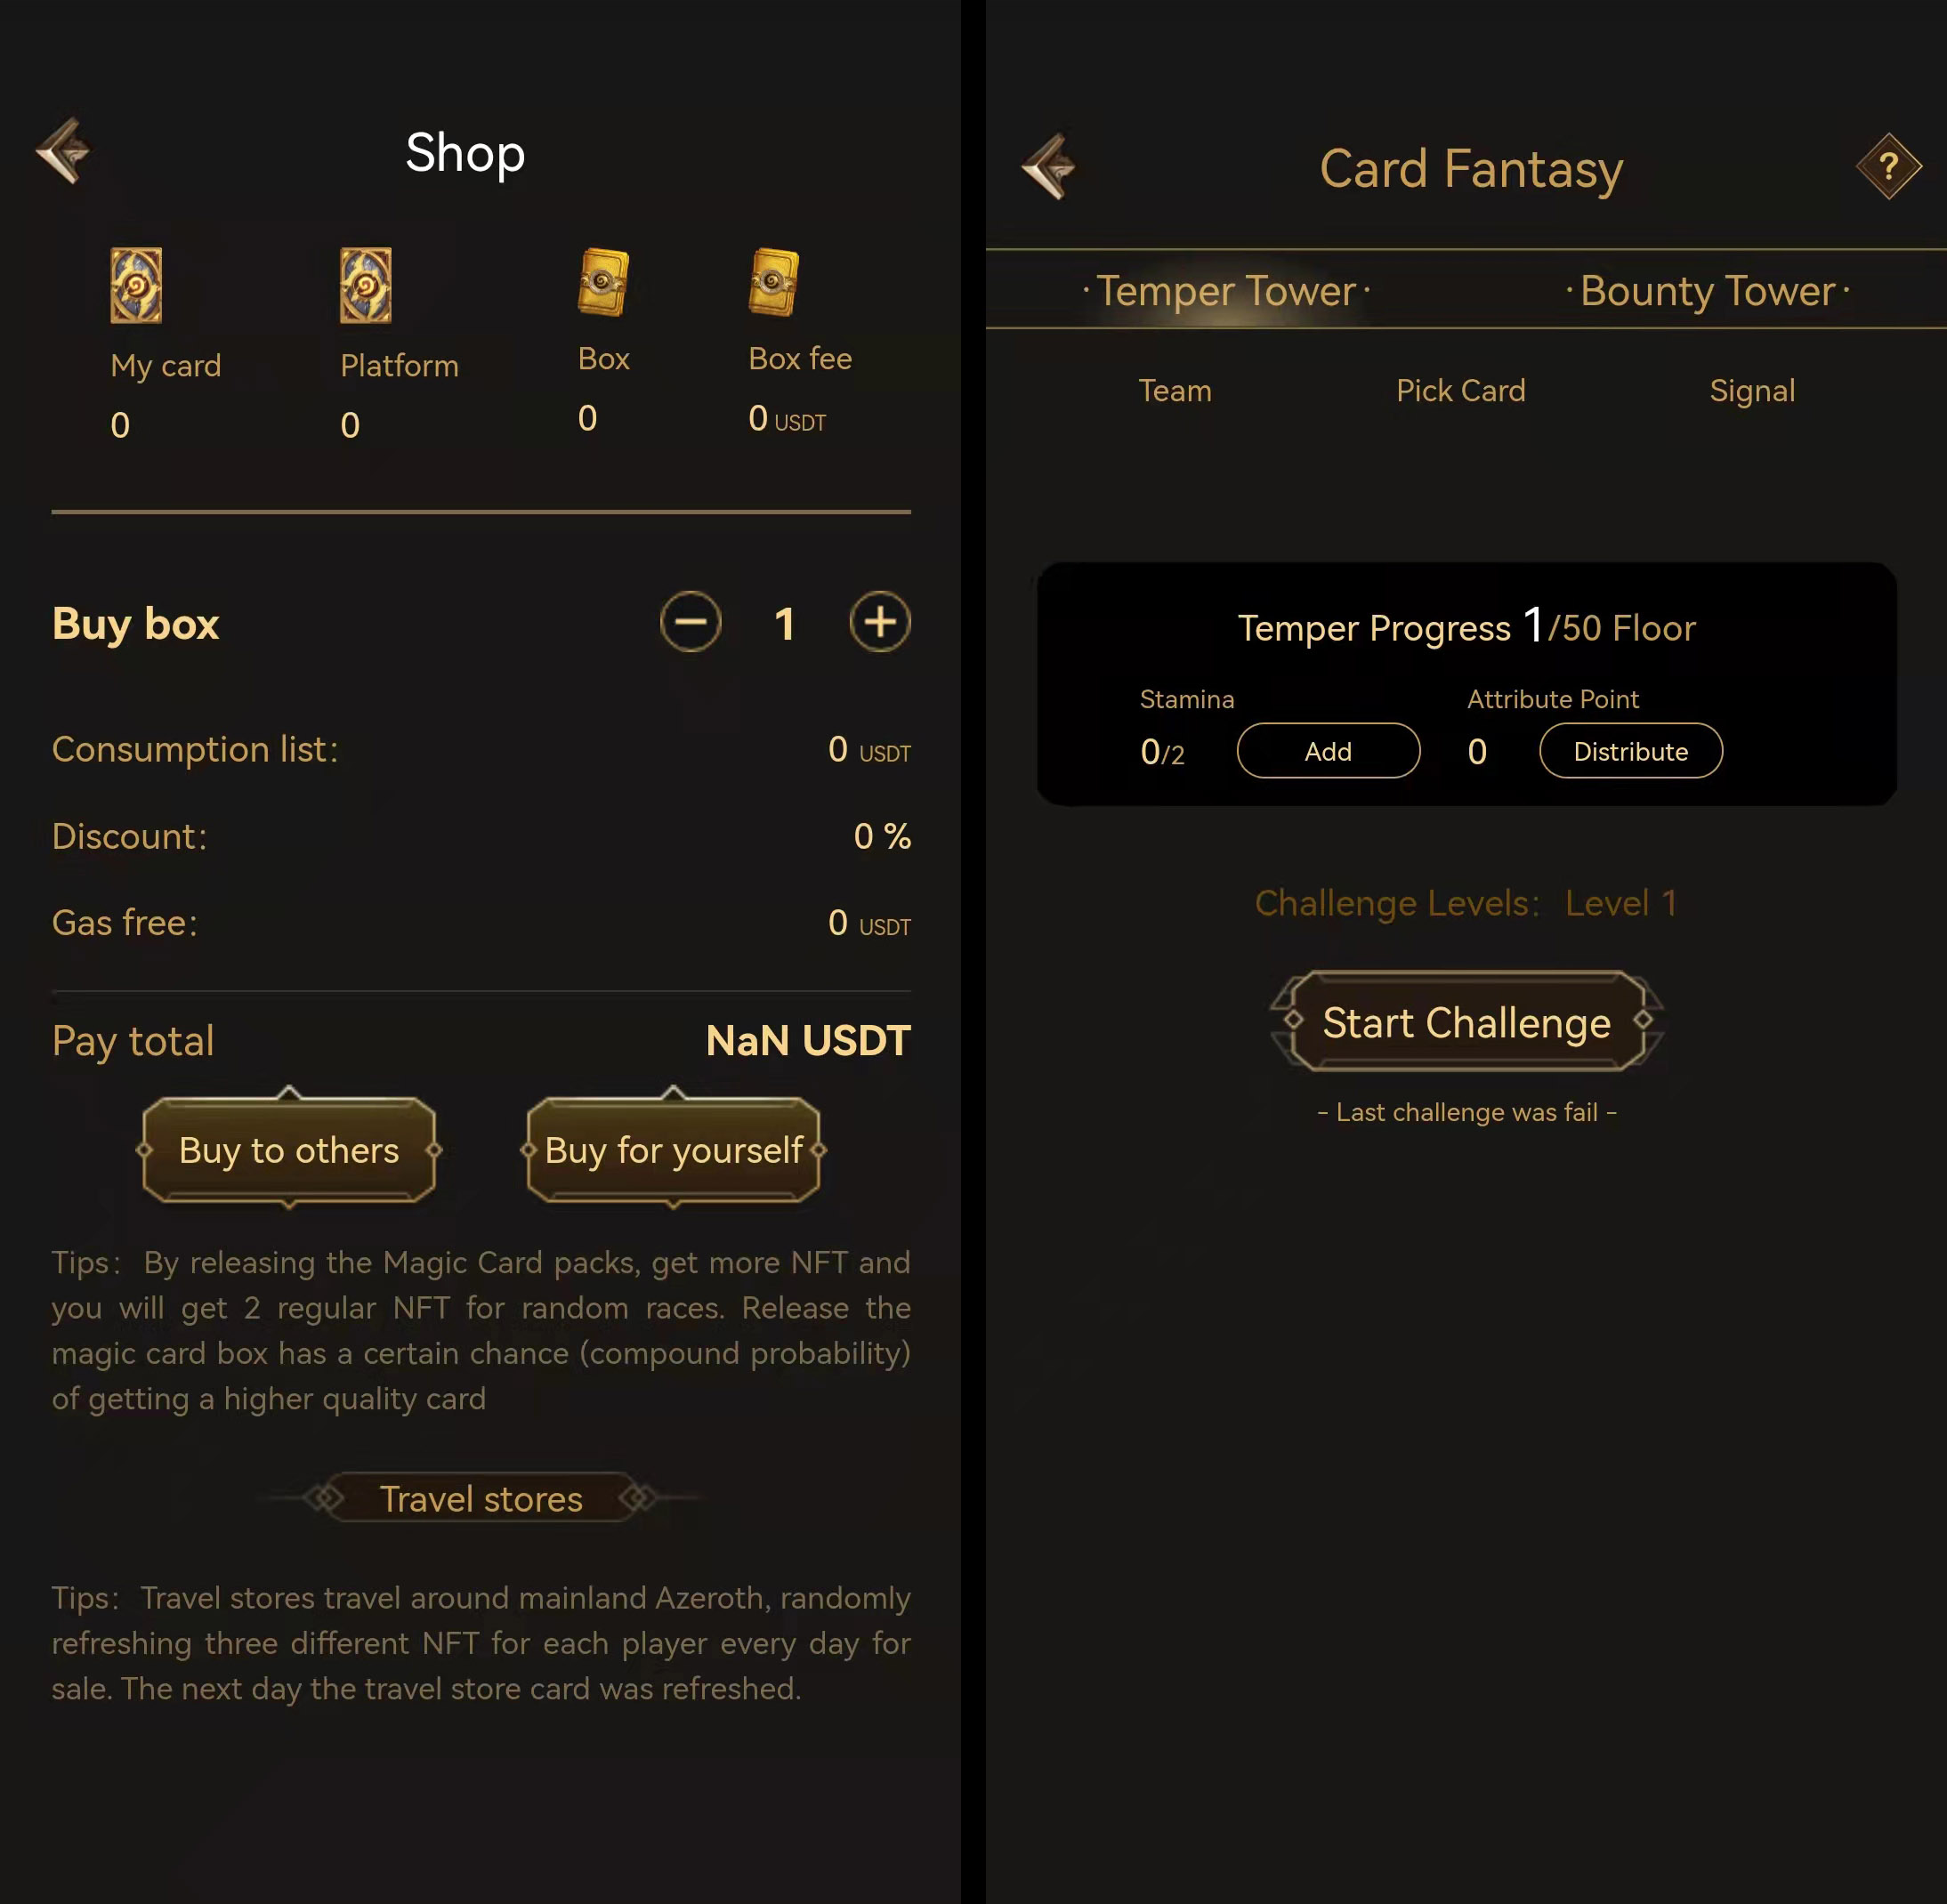 Shop
My card
Platform
Box
Box fee
0
0
0
0 USDT
Buy box
1
Consumption list:
0 USDT
Discount:
0 %
Gas free:
0 USDT
Pay total
NaN USDT
Buy to others
Buy for yourself
Tips: By releasing the Magic Card packs, get more NFT and
you will get 2 regular NFT for random races. Release the
magic card box has a certain chance (compound probability)
of getting a higher quality card
Travel stores
Tips: Travel stores travel around mainland Azeroth, randomly
refreshing three different NFT for each player every day for
sale. The next day the travel store card was refreshed.
Card Fantasy
?
·Temper Tower·
·Bounty Tower·
Team
Pick Card
Signal
Temper Progress 1/50 Floor
Stamina
Attribute Point
0/2
Add
0
Distribute
Challenge Levels: Level 1
Start Challenge
- Last challenge was fail -